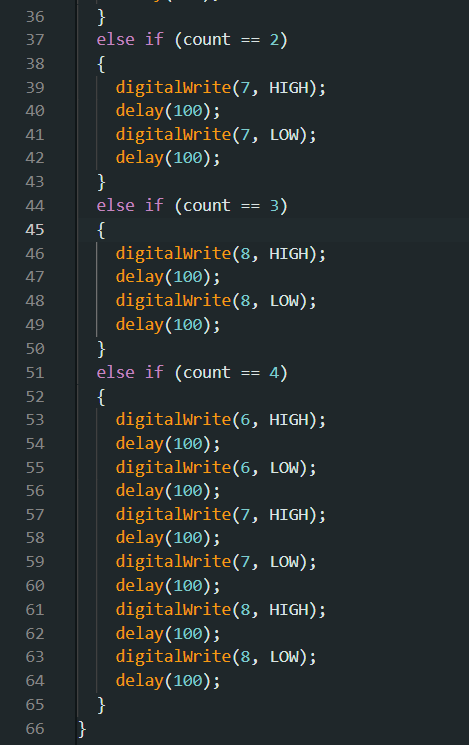 36 }
37 else if (count == 2)
38 {
39 digitalWrite(7, HIGH);
40 delay(100);
41 digitalWrite(7, LOW);
42 delay(100);
43 }
44 else if (count == 3)
45 {
46 digitalWrite(8, HIGH);
47 delay(100);
48 digitalWrite(8, LOW);
49 delay(100);
50 }
51 else if (count == 4)
52 {
53 digitalWrite(6, HIGH);
54 delay(100);
55 digitalWrite(6, LOW);
56 delay(100);
57 digitalWrite(7, HIGH);
58 delay(100);
59 digitalWrite(7, LOW);
60 delay(100);
61 digitalWrite(8, HIGH);
62 delay(100);
63 digitalWrite(8, LOW);
64 delay(100);
65 }
66 }